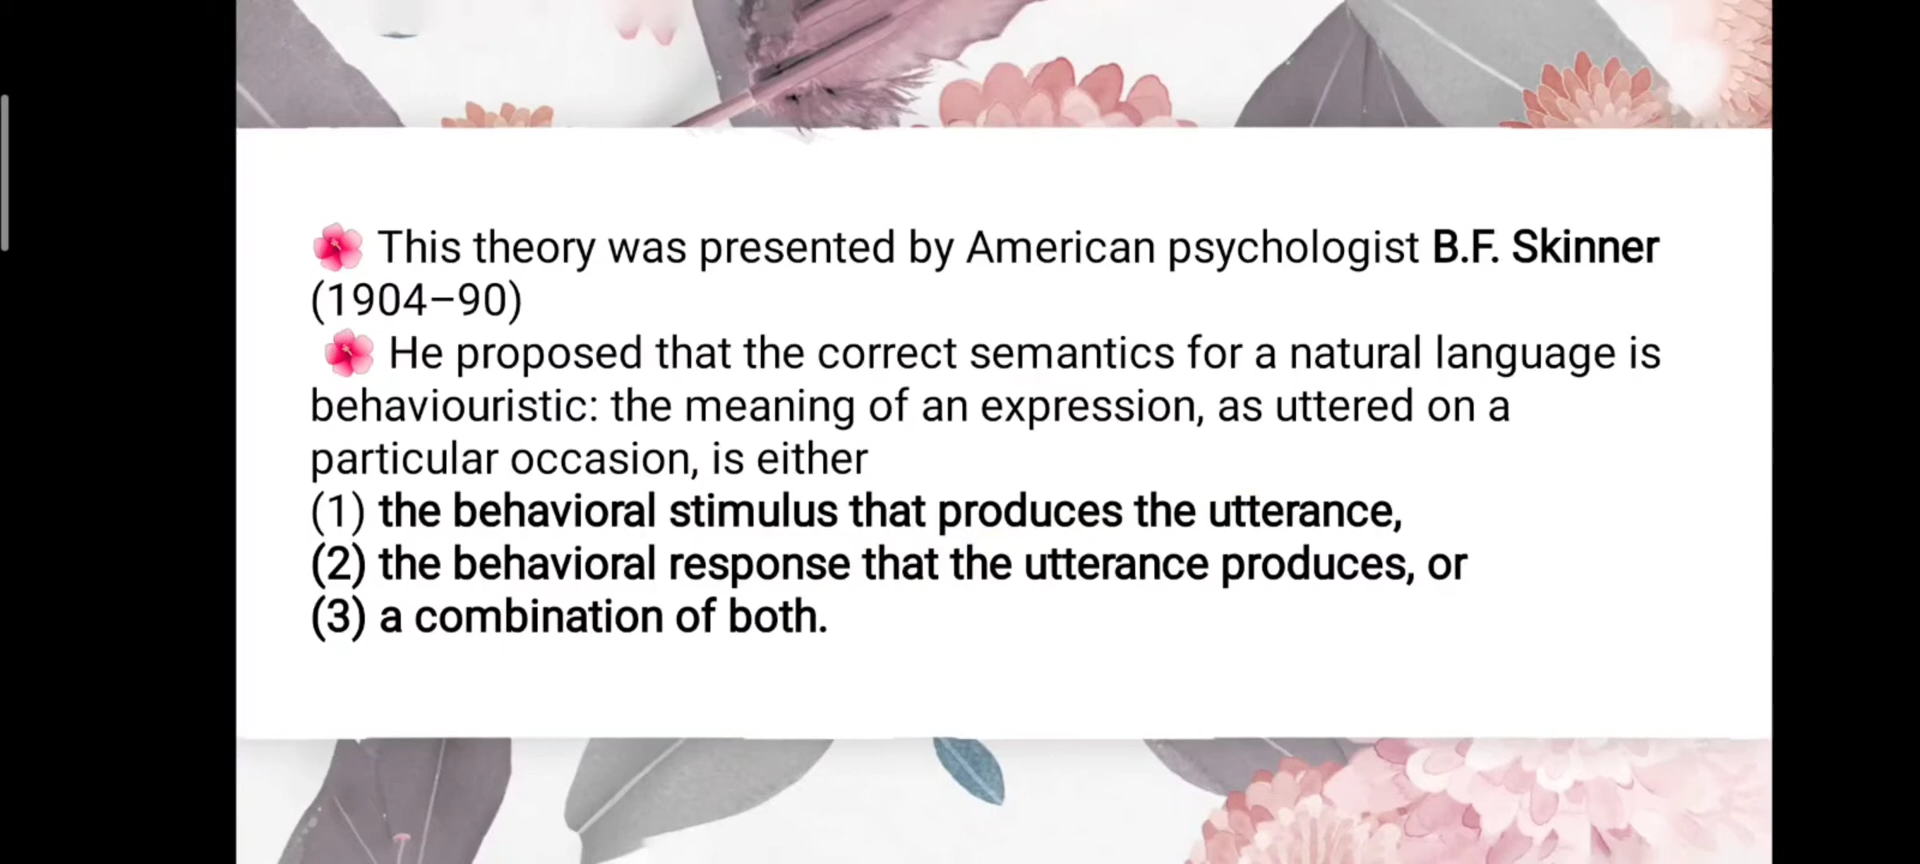 🌺 This theory was presented by American psychologist B.F. Skinner
(1904–90)
🌺 He proposed that the correct semantics for a natural language is
behaviouristic: the meaning of an expression, as uttered on a
particular occasion, is either
(1) the behavioral stimulus that produces the utterance,
(2) the behavioral response that the utterance produces, or
(3) a combination of both.